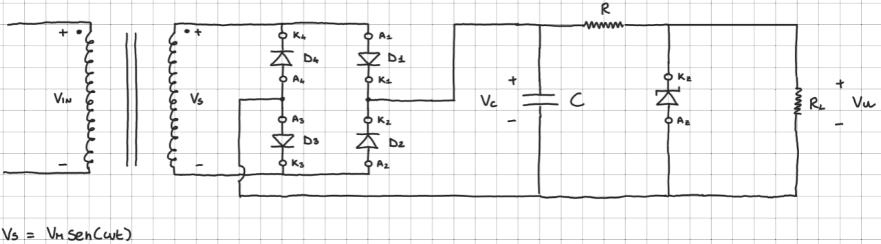 R
+ K4 A1
+ +
D4 D1
A4 K1 K2
VIN Vs + + Vc C RL Vu
- -
A3 K2 A2
D3 D2
- - K3 A2
Vs = VM sen(ωt)